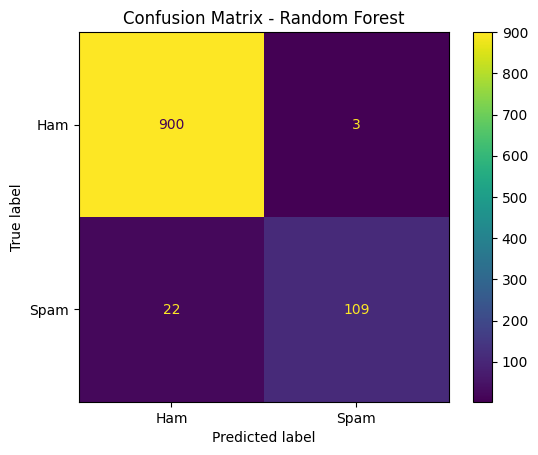 Confusion Matrix - Random Forest
True label
Ham
900
3
Spam
22
109
Ham
Spam
Predicted label
900
800
700
600
500
400
300
200
100